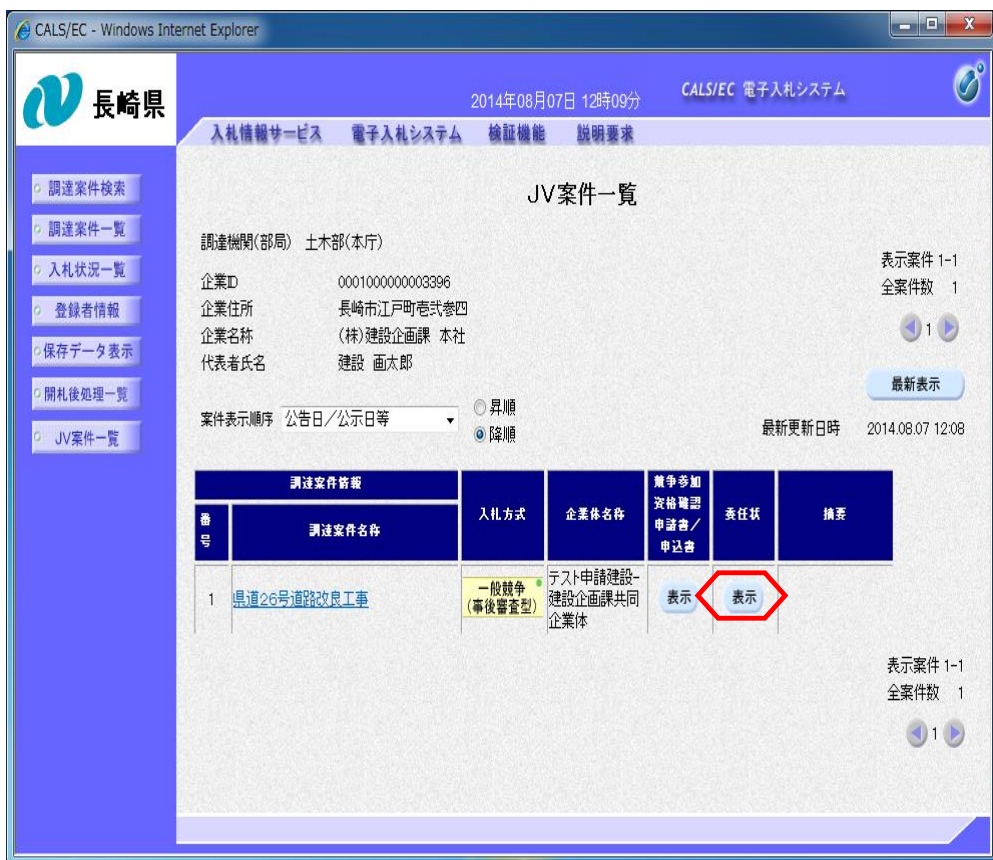 CALS/EC - Windows Internet Explorer
長崎県
2014年08月07日 12時09分
CALS/EC 電子入札システム
入札情報サービス 電子入札システム 検証機能 説明要求
調達案件検索
調達案件一覧
入札状況一覧
登録者情報
保存データ表示
開札後処理一覧
JV案件一覧
JV案件一覧
調達機関(部局) 土木部(本庁)
企業ID 0001000000003396
企業住所 長崎市江戸町壱弐参四
企業名称 (株)建設企画課 本社
代表者氏名 建設 画太郎
表示案件 1-1
全案件数 1
1
最新表示
案件表示順序 公告日/公示日等
昇順
降順
最新更新日時 2014.08.07 12:08
調達案件情報
番号
調達案件名称
入札方式
企業体名称
競争参加
資格確認
申請書/
申込書
委任状
摘要
1 県道26号道路改良工事
一般競争
(事後審査型)
テスト申請建設-
建設企画課共同
企業体
表示
表示
表示案件 1-1
全案件数 1
1